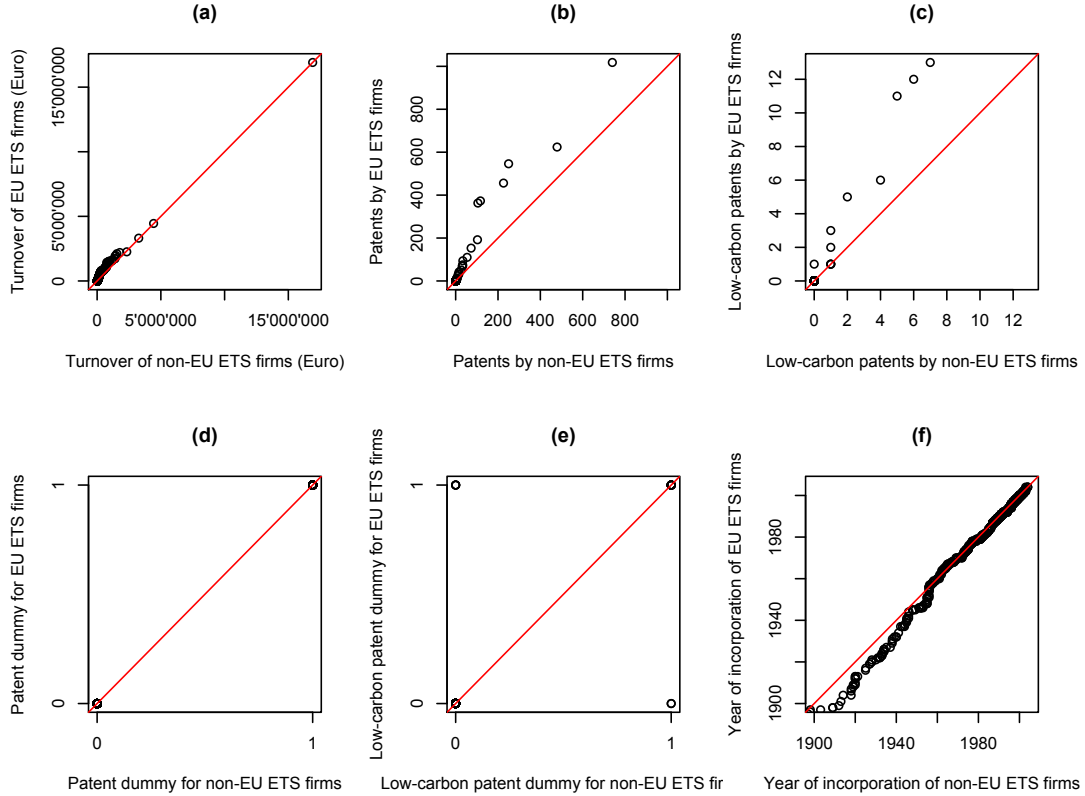 (a)
Turnover of EU ETS firms (Euro)
0
5'000'000
15'000'000
0
5'000'000
15'000'000
Turnover of non-EU ETS firms (Euro)
(b)
Patents by EU ETS firms
0
200
400
600
800
0
200
400
600
800
Patents by non-EU ETS firms
(c)
Low-carbon patents by EU ETS firms
0
2
4
6
8
10
12
0
2
4
6
8
10
12
Low-carbon patents by non-EU ETS firms
(d)
Patent dummy for EU ETS firms
0
1
0
1
Patent dummy for non-EU ETS firms
(e)
Low-carbon patent dummy for EU ETS firms
0
1
0
1
Low-carbon patent dummy for non-EU ETS fir
(f)
Year of incorporation of EU ETS firms
1900
1940
1980
1900
1940
1980
Year of incorporation of non-EU ETS firms